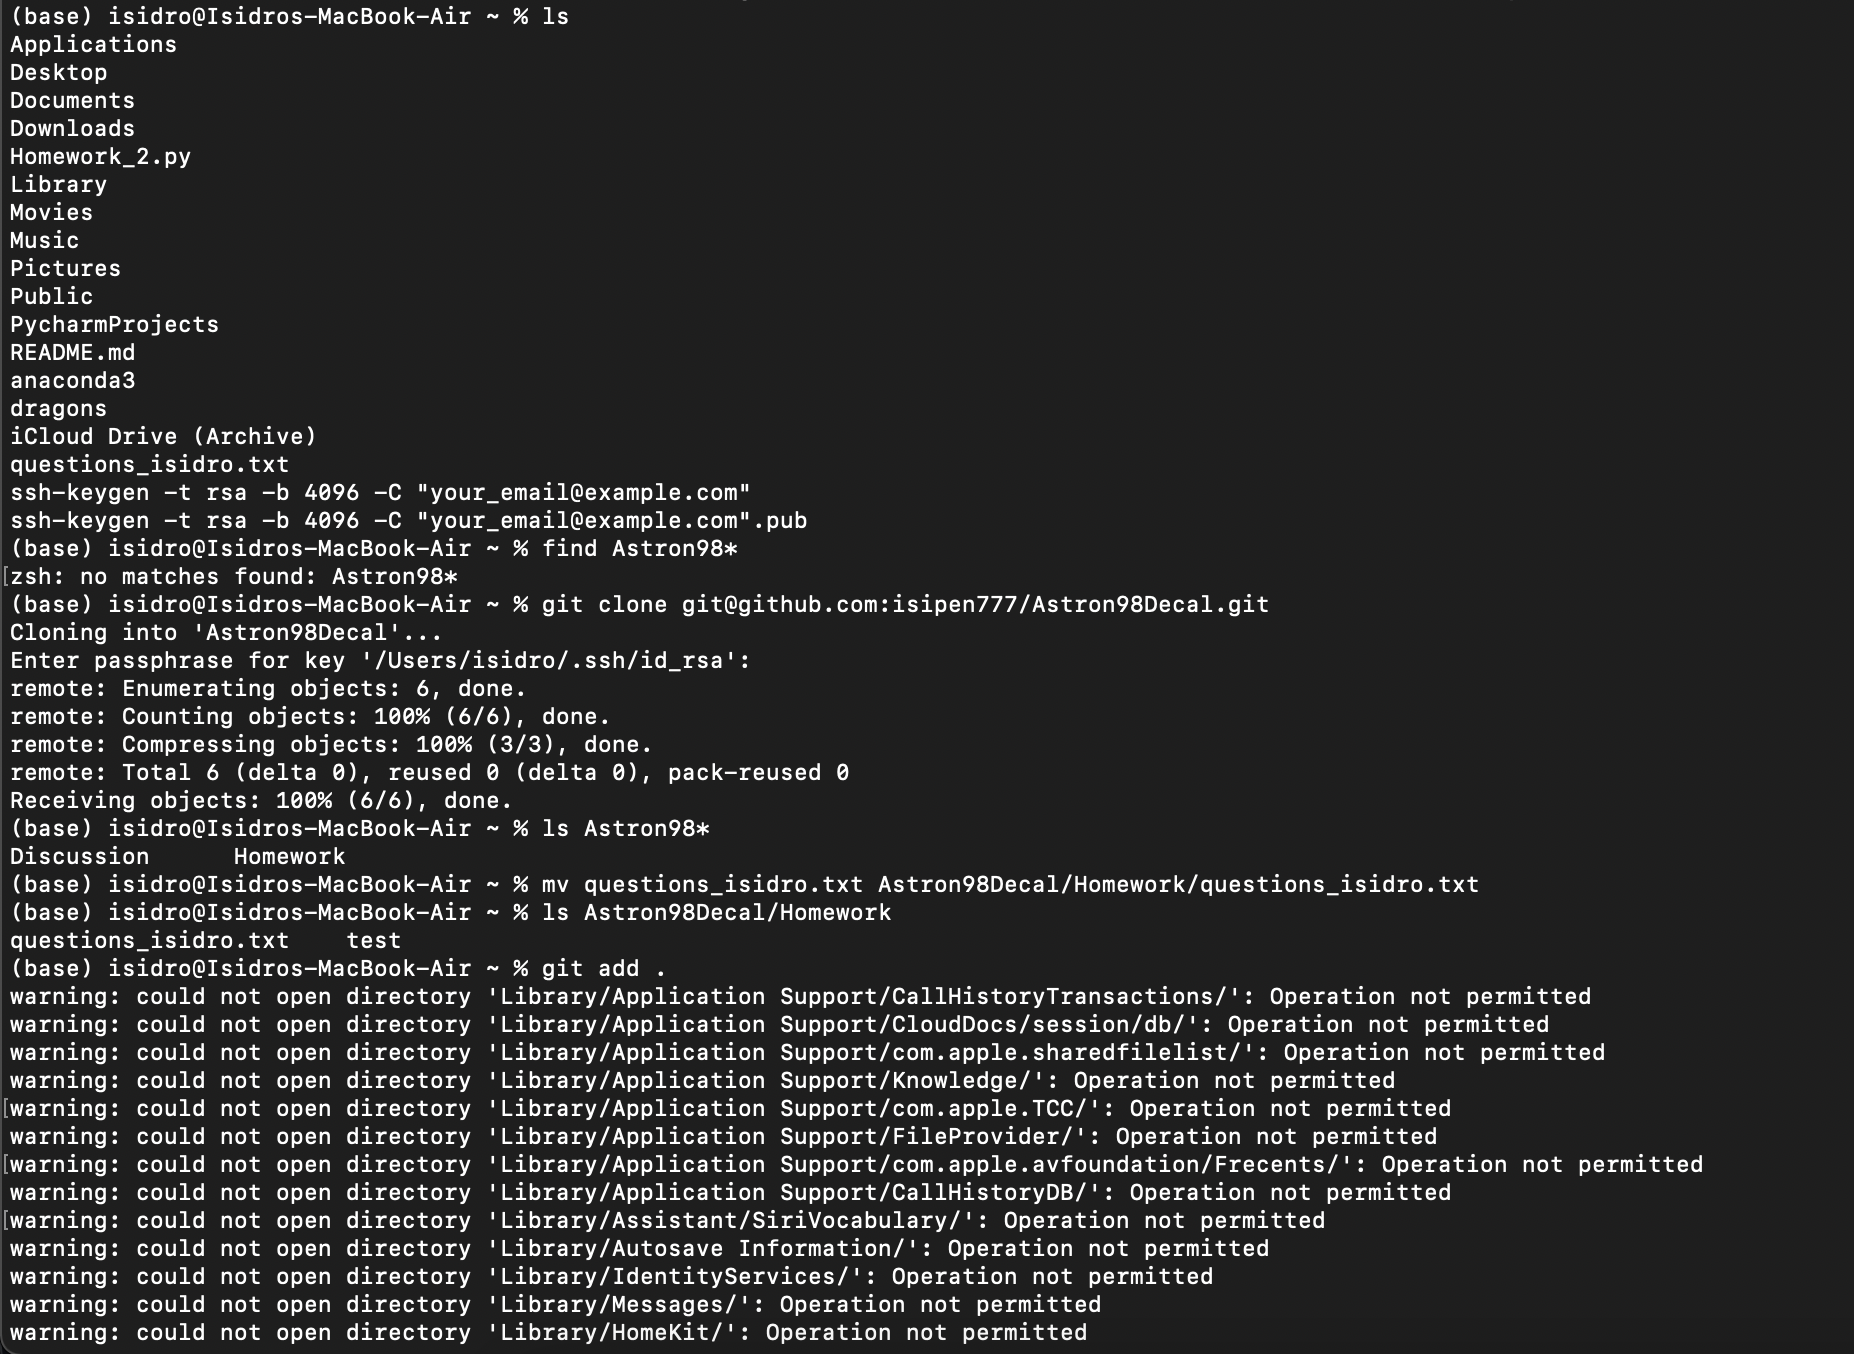 (base) isidro@Isidros-MacBook-Air ~ % ls
Applications
Desktop
Documents
Downloads
Homework_2.py
Library
Movies
Music
Pictures
Public
PycharmProjects
README.md
anaconda3
dragons
iCloud Drive (Archive)
questions_isidro.txt
ssh-keygen -t rsa -b 4096 -C "your_email@example.com"
ssh-keygen -t rsa -b 4096 -C "your_email@example.com".pub
(base) isidro@Isidros-MacBook-Air ~ % find Astron98*
[zsh: no matches found: Astron98*
(base) isidro@Isidros-MacBook-Air ~ % git clone git@github.com:isipen777/Astron98Decal.git
Cloning into 'Astron98Decal'...
Enter passphrase for key '/Users/isidro/.ssh/id_rsa':
remote: Enumerating objects: 6, done.
remote: Counting objects: 100% (6/6), done.
remote: Compressing objects: 100% (3/3), done.
remote: Total 6 (delta 0), reused 0 (delta 0), pack-reused 0
Receiving objects: 100% (6/6), done.
(base) isidro@Isidros-MacBook-Air ~ % ls Astron98*
Discussion      Homework
(base) isidro@Isidros-MacBook-Air ~ % mv questions_isidro.txt Astron98Decal/Homework/questions_isidro.txt
(base) isidro@Isidros-MacBook-Air ~ % ls Astron98Decal/Homework
questions_isidro.txt    test
(base) isidro@Isidros-MacBook-Air ~ % git add .
warning: could not open directory 'Library/Application Support/CallHistoryTransactions/': Operation not permitted
warning: could not open directory 'Library/Application Support/CloudDocs/session/db/': Operation not permitted
warning: could not open directory 'Library/Application Support/com.apple.sharedfilelist/': Operation not permitted
warning: could not open directory 'Library/Application Support/Knowledge/': Operation not permitted
[warning: could not open directory 'Library/Application Support/com.apple.TCC/': Operation not permitted
warning: could not open directory 'Library/Application Support/FileProvider/': Operation not permitted
[warning: could not open directory 'Library/Application Support/com.apple.avfoundation/Frecents/': Operation not permitted
warning: could not open directory 'Library/Application Support/CallHistoryDB/': Operation not permitted
[warning: could not open directory 'Library/Assistant/SiriVocabulary/': Operation not permitted
warning: could not open directory 'Library/Autosave Information/': Operation not permitted
warning: could not open directory 'Library/IdentityServices/': Operation not permitted
warning: could not open directory 'Library/Messages/': Operation not permitted
warning: could not open directory 'Library/HomeKit/': Operation not permitted